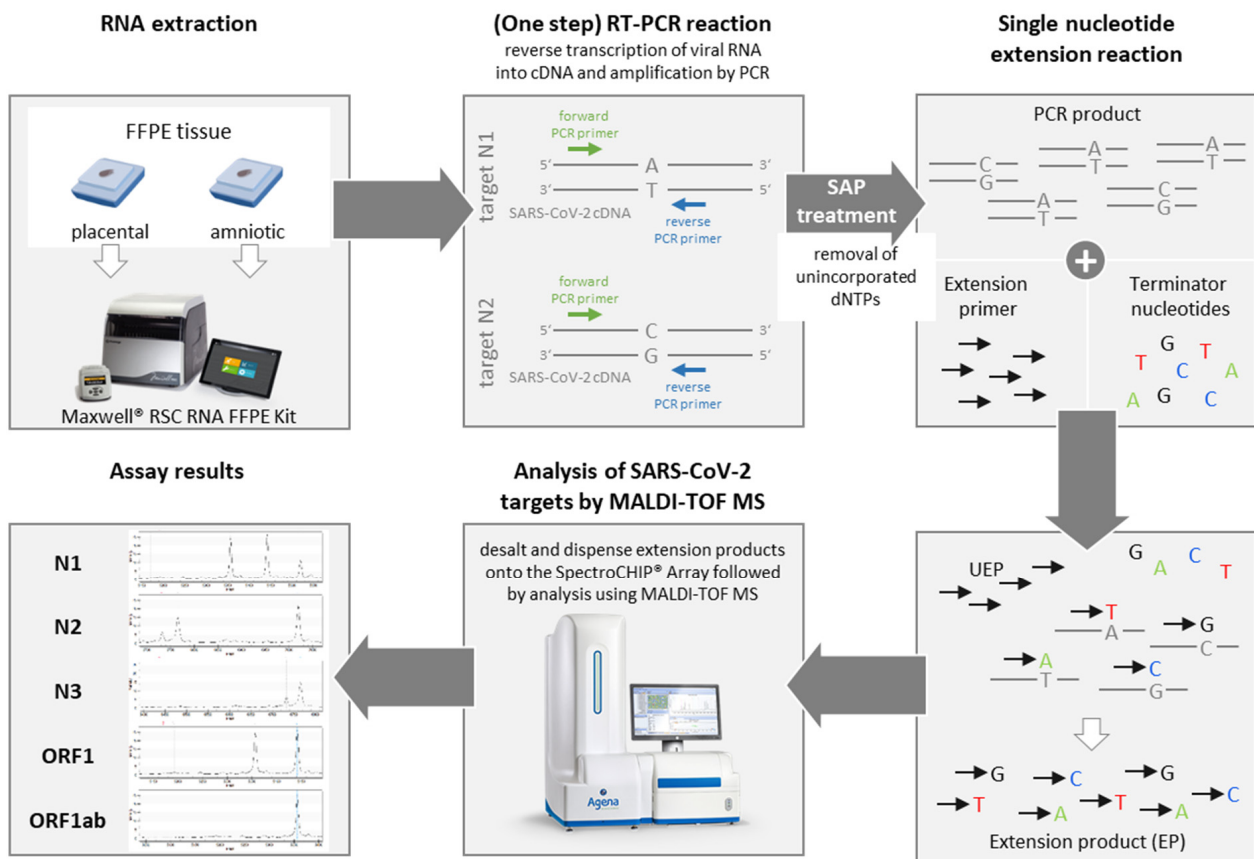 RNA extraction
FFPE tissue
placental
amniotic
Maxwell® RSC RNA FFPE Kit
(One step) RT-PCR reaction
reverse transcription of viral RNA
into cDNA and amplification by PCR
target N1
forward
PCR primer
5' A 3'
3' T 5'
SARS-CoV-2 cDNA
reverse
PCR primer
target N2
forward
PCR primer
5' C 3'
3' G 5'
SARS-CoV-2 cDNA
reverse
PCR primer
SAP
treatment
removal of
unincorporated
dNTPs
Single nucleotide
extension reaction
PCR product
C
G
A
T
A
T
A
T
C
G
+
Extension
primer
Terminator
nucleotides
G T
T C A
A G C
UEP
G A C T
T
A
G
C
A
T
C
G
G C G
T A T A C
Extension product (EP)
Analysis of SARS-CoV-2
targets by MALDI-TOF MS
desalt and dispense extension products
onto the SpectroCHIP® Array followed
by analysis using MALDI-TOF MS
Agena
Assay results
N1
N2
N3
ORF1
ORF1ab